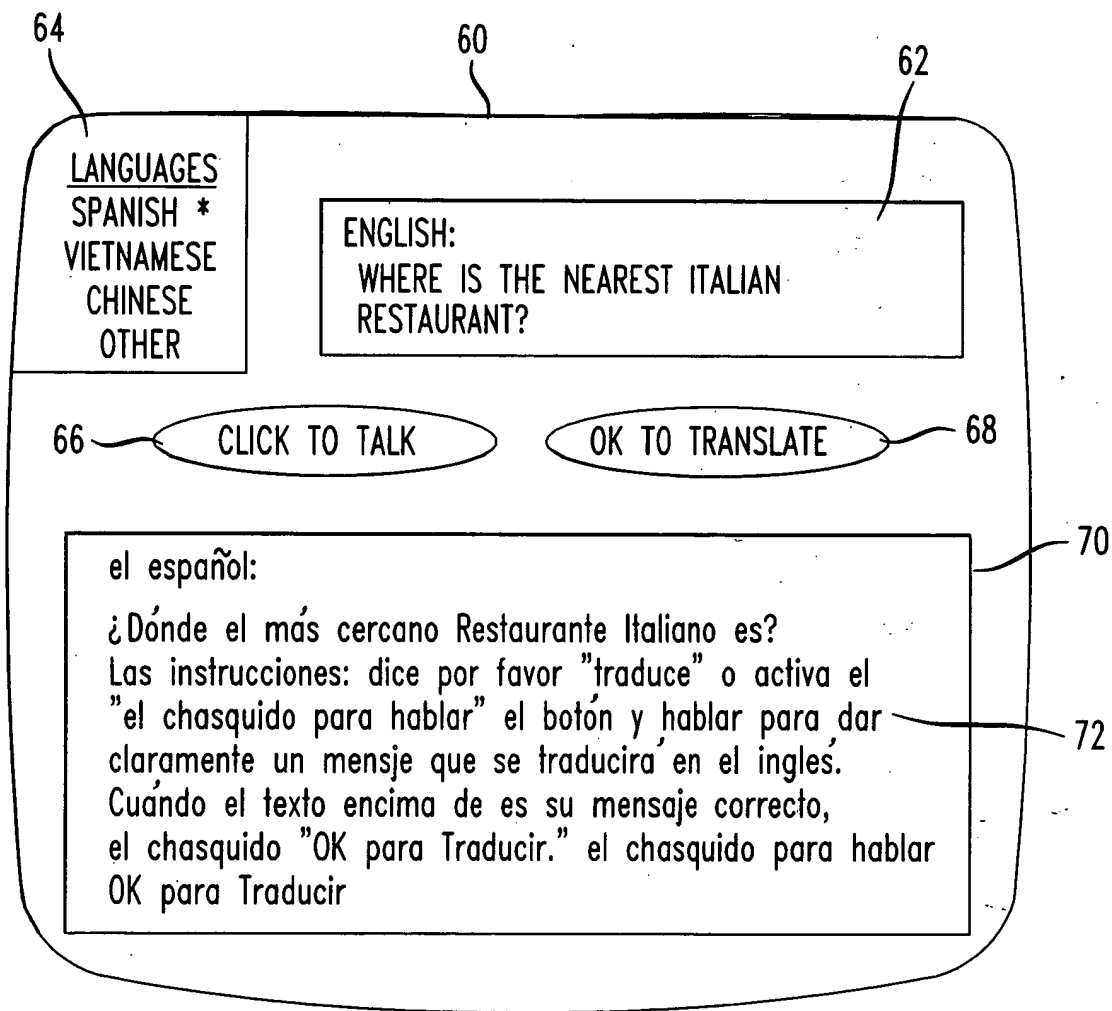 64
60
62
LANGUAGES
SPANISH *
VIETNAMESE
CHINESE
OTHER
ENGLISH:
WHERE IS THE NEAREST ITALIAN
RESTAURANT?
66
CLICK TO TALK
OK TO TRANSLATE
68
70
el español:
¿Dónde el más cercano Restaurante Italiano es?
Las instrucciones: dice por favor "traduce" o activa el
"el chasquido para hablar" el botón y hablar para dar
72
claramente un mensje que se traducirá en el inglés.
Cuándo el texto encima de es su mensaje correcto,
el chasquido "OK para Traducir." el chasquido para hablar
OK para Traducir